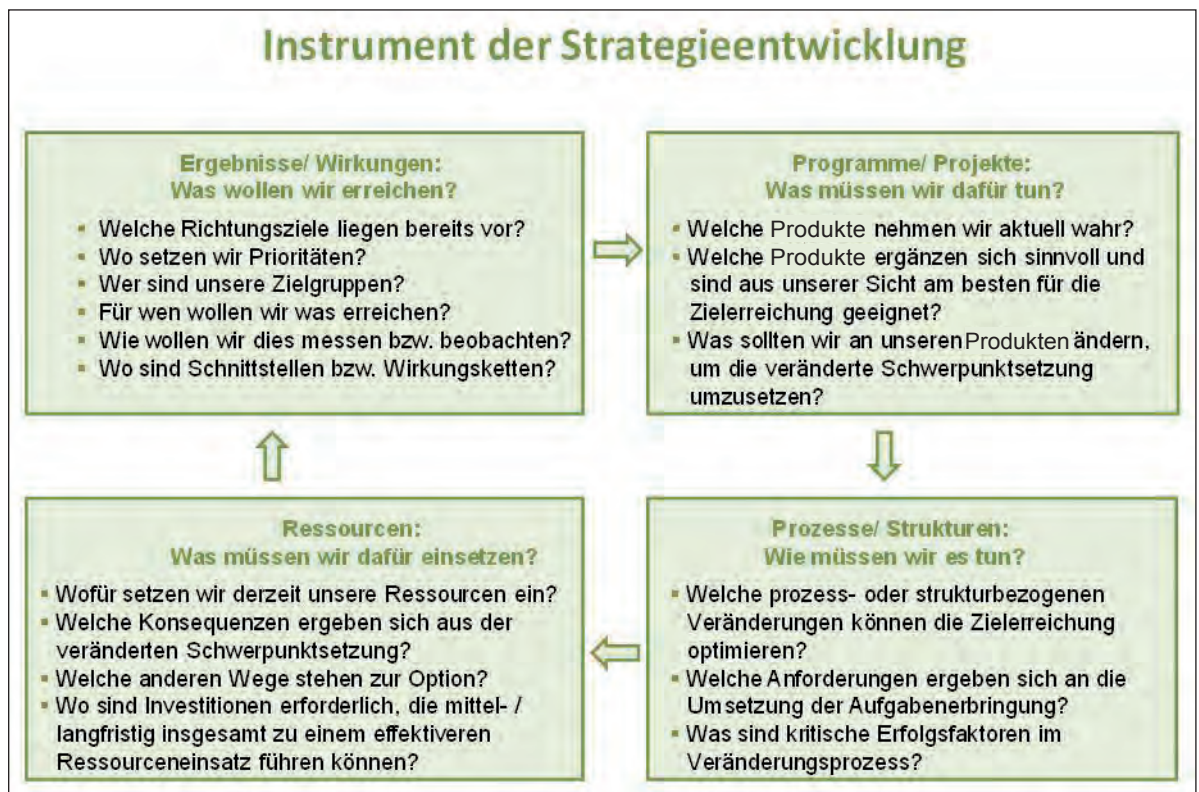 Instrument der Strategieentwicklung
Ergebnisse/ Wirkungen:
Was wollen wir erreichen?
▪ Welche Richtungsziele liegen bereits vor?
▪ Wo setzen wir Prioritäten?
▪ Wer sind unsere Zielgruppen?
▪ Für wen wollen wir was erreichen?
▪ Wie wollen wir dies messen bzw. beobachten?
▪ Wo sind Schnittstellen bzw. Wirkungsketten?
Programme/ Projekte:
Was müssen wir dafür tun?
▪ Welche Produkte nehmen wir aktuell wahr?
▪ Welche Produkte ergänzen sich sinnvoll und
sind aus unserer Sicht am besten für die
Zielerreichung geeignet?
▪ Was sollten wir an unseren Produkten ändern,
um die veränderte Schwerpunktsetzung
umzusetzen?
Prozesse/ Strukturen:
Wie müssen wir es tun?
▪ Welche prozess- oder strukturbezogenen
Veränderungen können die Zielerreichung
optimieren?
▪ Welche Anforderungen ergeben sich an die
Umsetzung der Aufgabenerbringung?
▪ Was sind kritische Erfolgsfaktoren im
Veränderungsprozess?
Ressourcen:
Was müssen wir dafür einsetzen?
▪ Wofür setzen wir derzeit unsere Ressourcen ein?
▪ Welche Konsequenzen ergeben sich aus der
veränderten Schwerpunktsetzung?
▪ Welche anderen Wege stehen zur Option?
▪ Wo sind Investitionen erforderlich, die mittel- /
langfristig insgesamt zu einem effektiveren
Ressourceneinsatz führen können?